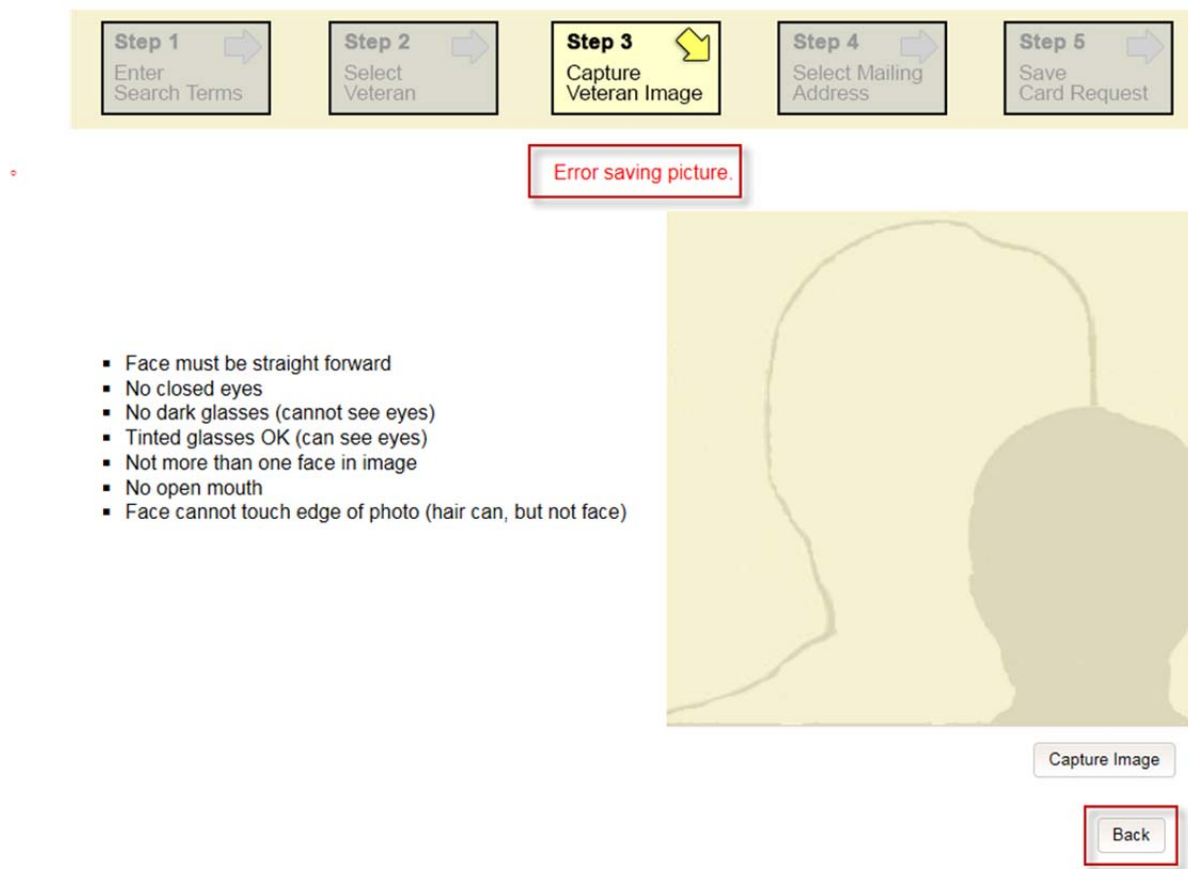 Step 1
Enter
Search Terms
Step 2
Select
Veteran
Step 3
Capture
Veteran Image
Step 4
Select Mailing
Address
Step 5
Save
Card Request
Error saving picture.
Face must be straight forward
No closed eyes
No dark glasses (cannot see eyes)
Tinted glasses OK (can see eyes)
Not more than one face in image
No open mouth
Face cannot touch edge of photo (hair can, but not face)
Capture Image
Back